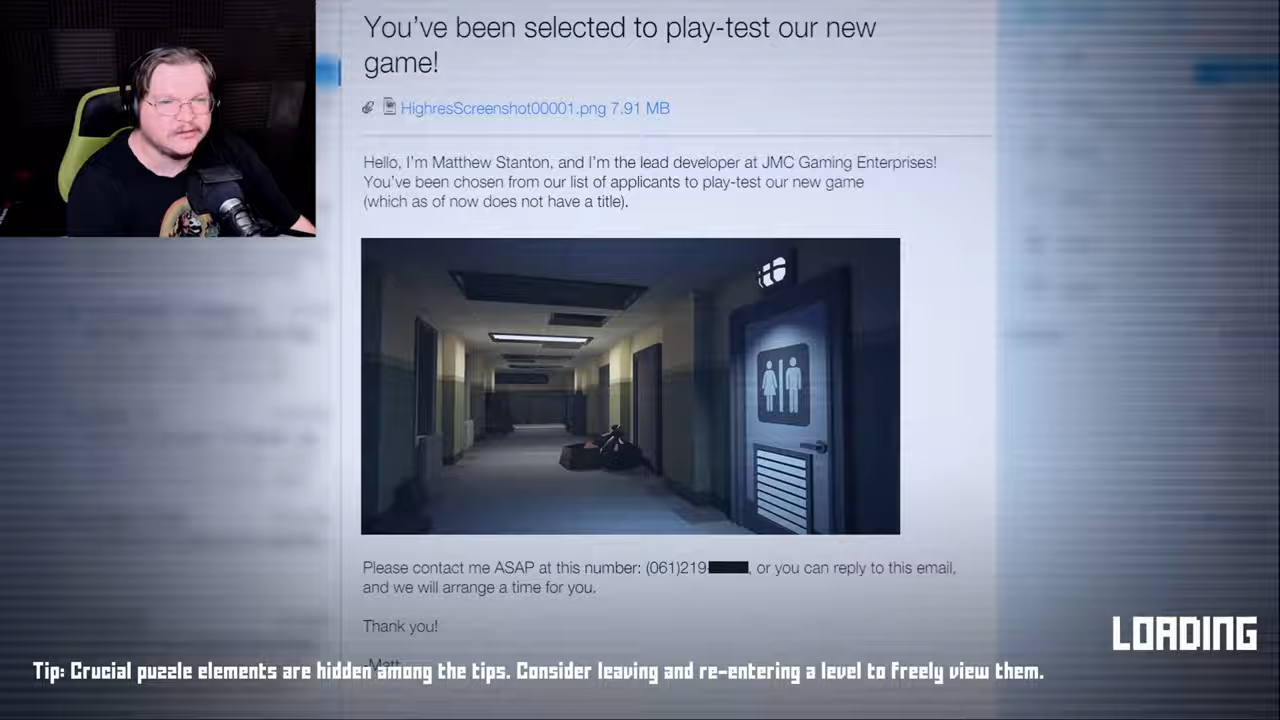 You’ve been selected to play-test our new
game!
HighresScreenshot00001.png 7.91 MB
Hello, I’m Matthew Stanton, and I’m the lead developer at JMC Gaming Enterprises!
You’ve been chosen from our list of applicants to play-test our new game
(which as of now does not have a title).
Please contact me ASAP at this number: (061)219-, or you can reply to this email,
and we will arrange a time for you.
Thank you!
-Matt
LOADING
Tip: Crucial puzzle elements are hidden among the tips. Consider leaving and re-entering a level to freely view them.